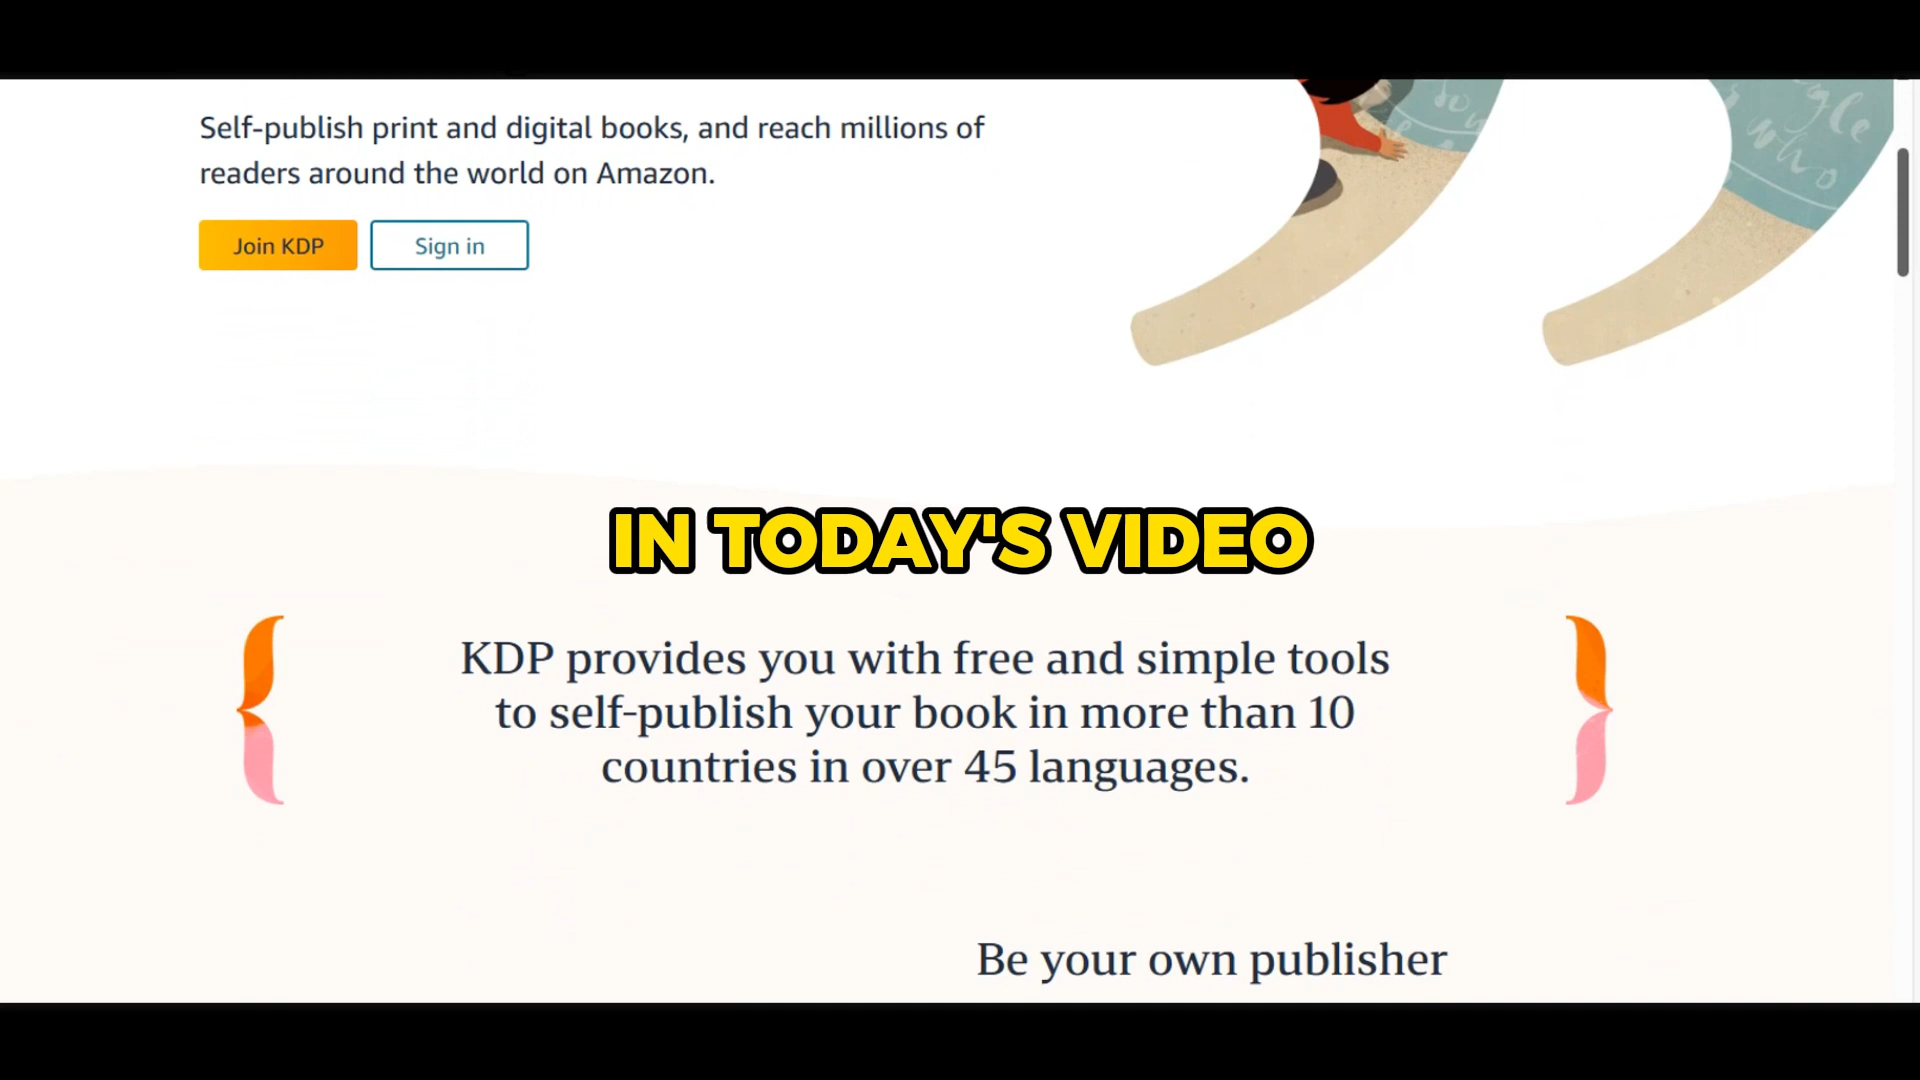 Self-publish print and digital books, and reach millions of
readers around the world on Amazon.
Join KDP
Sign in
IN TODAY'S VIDEO
KDP provides you with free and simple tools
to self-publish your book in more than 10
countries in over 45 languages.
Be your own publisher
who